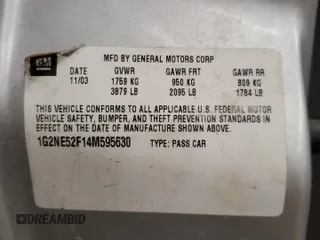 GM
MFD BY GENERAL MOTORS CORP
DATE GVWR GAWR FRT GAWR RR
11/03 1759 KG 950 KG 809 KG
3879 LB 2095 LB 1784 LB
THIS VEHICLE CONFORMS TO ALL APPLICABLE U.S. FEDERAL MOTOR
VEHICLE SAFETY, BUMPER, AND THEFT PREVENTION STANDARDS IN
EFFECT ON THE DATE OF MANUFACTURE SHOWN ABOVE.
1G2NE52F14M595630 TYPE: PASS CAR
© DREAMBID